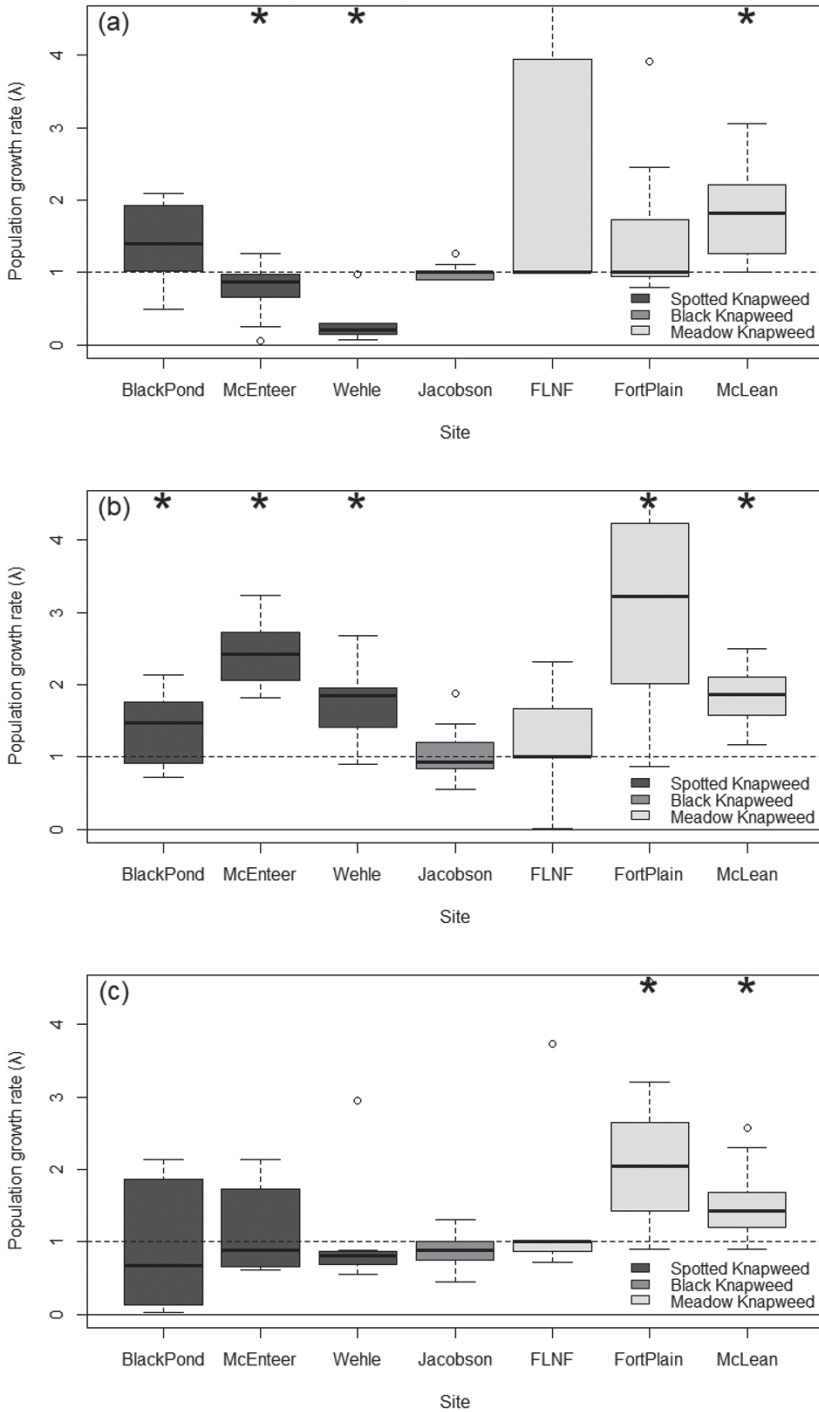 (a)
* * *
Population growth rate (λ)
4
3
2
1
0
Spotted Knapweed
Black Knapweed
Meadow Knapweed
BlackPond McEnteer Wehle Jacobson FLNF FortPlain McLean
Site
(b)
* * * * *
Population growth rate (λ)
4
3
2
1
0
Spotted Knapweed
Black Knapweed
Meadow Knapweed
BlackPond McEnteer Wehle Jacobson FLNF FortPlain McLean
Site
(c)
* *
Population growth rate (λ)
4
3
2
1
0
Spotted Knapweed
Black Knapweed
Meadow Knapweed
BlackPond McEnteer Wehle Jacobson FLNF FortPlain McLean
Site